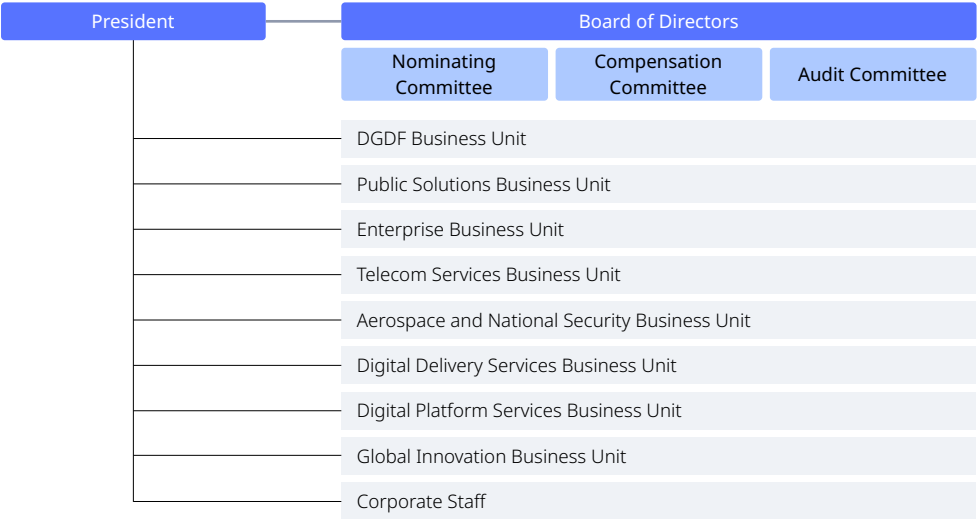 President
Board of Directors
Nominating
Committee
Compensation
Committee
Audit Committee
DGDF Business Unit
Public Solutions Business Unit
Enterprise Business Unit
Telecom Services Business Unit
Aerospace and National Security Business Unit
Digital Delivery Services Business Unit
Digital Platform Services Business Unit
Global Innovation Business Unit
Corporate Staff